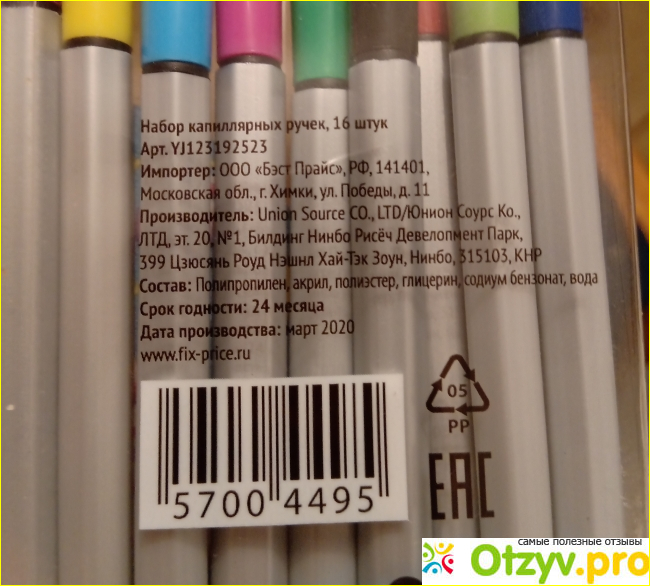 Набор капиллярных ручек, 16 штук
Арт. YJ123192523
Импортер: ООО «Бэст Прайс», РФ, 141401,
Московская обл., г. Химки, ул. Победы, д. 11
Производитель: Union Source CO., LTD/Юнион Соурс Ко.,
ЛТД, эт. 20, №1, Билдинг Нинбо Рисёч Девелопмент Парк,
399 Цзюсянь Роуд Нэшнл Хай-Тэк Зоун, Нинбо, 315103, КНР
Состав: Полипропилен, акрил, полиэстер, глицерин, содиум бензонат, вода
Срок годности: 24 месяца
Дата производства: март 2020
www.fix-price.ru
05
PP
EAC
5700 4495
самые полезные отзывы
Otzyv.pro